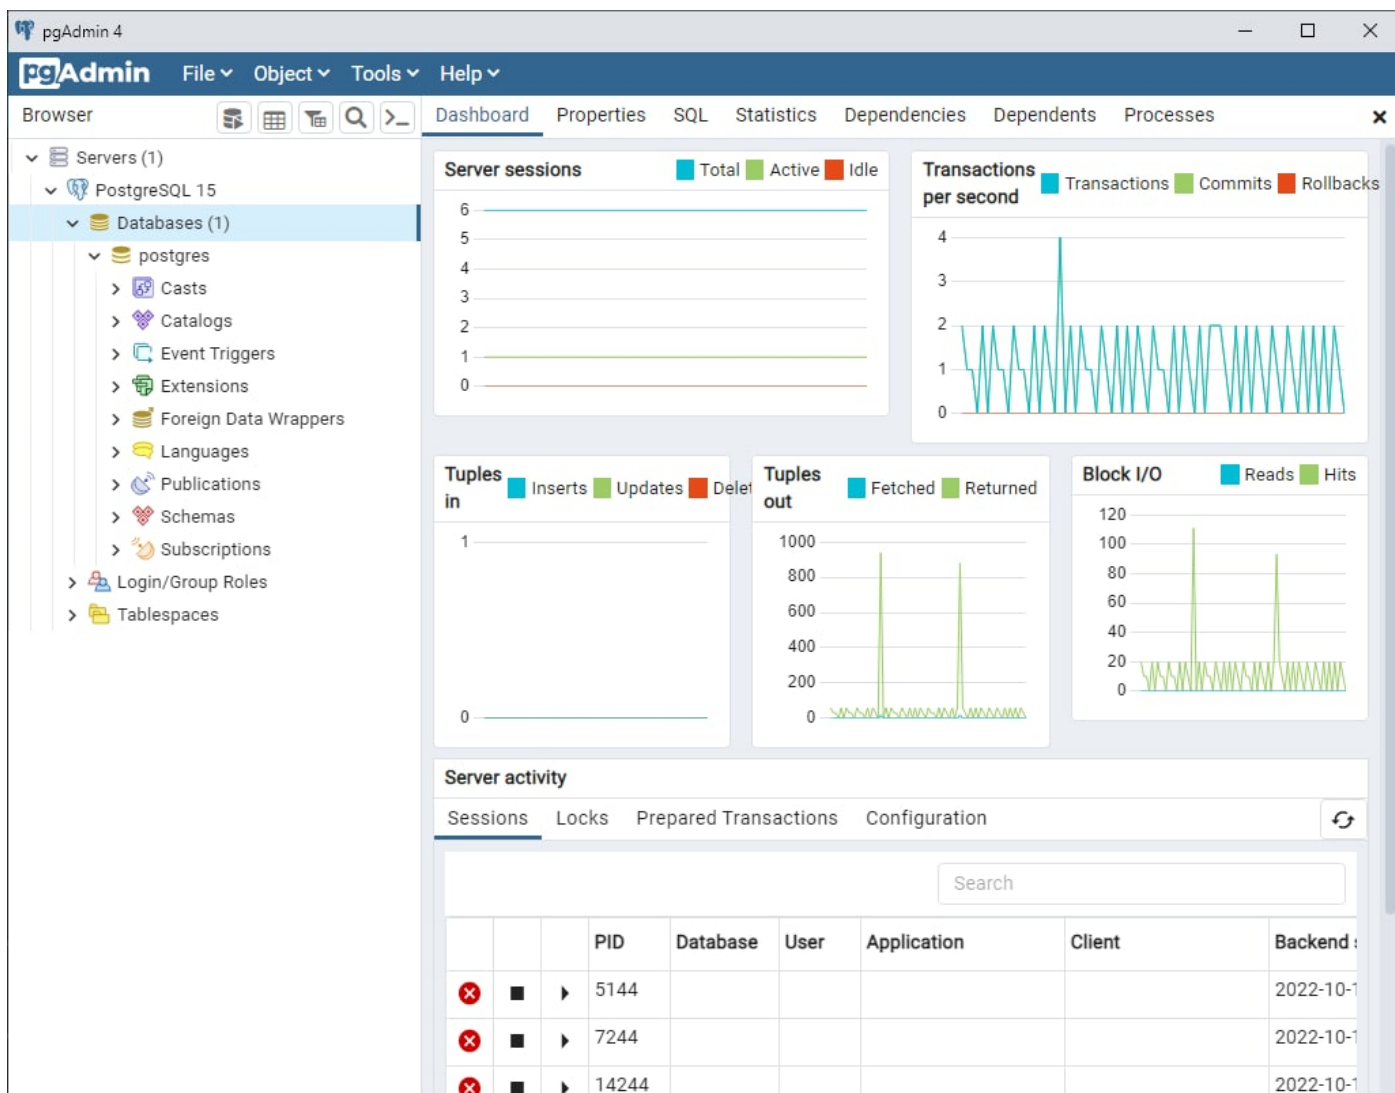 pgAdmin 4
pgAdmin File Object Tools Help
Browser
Dashboard Properties SQL Statistics Dependencies Dependents Processes
Servers (1)
PostgreSQL 15
Databases (1)
postgres
Casts
Catalogs
Event Triggers
Extensions
Foreign Data Wrappers
Languages
Publications
Schemas
Subscriptions
Login/Group Roles
Tablespaces
Server sessions
Total Active Idle
6
5
4
3
2
1
0
Transactions
per second
Transactions Commits Rollbacks
4
3
2
1
0
Tuples
in
Inserts Updates Delet
1
0
Tuples
out
Fetched Returned
1000
800
600
400
200
0
Block I/O
Reads Hits
120
100
80
60
40
20
0
Server activity
Sessions Locks Prepared Transactions Configuration
Search
PID Database User Application Client Backend s
5144 2022-10-1
7244 2022-10-1
14244 2022-10-1